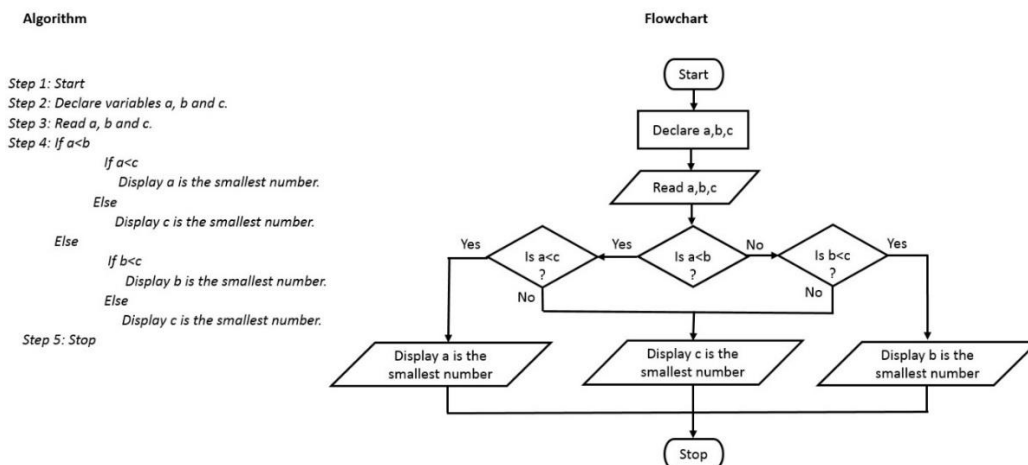 Algorithm
Step 1: Start
Step 2: Declare variables a, b and c.
Step 3: Read a, b and c.
Step 4: If a<b
If a<c
Display a is the smallest number.
Else
Display c is the smallest number.
Else
If b<c
Display b is the smallest number.
Else
Display c is the smallest number.
Step 5: Stop
Flowchart
Start
Declare a,b,c
Read a,b,c
Yes
Is a<c
?
Yes
Is a<b
?
No
Is b<c
?
Yes
No
No
Display a is the
smallest number
Display c is the
smallest number
Display b is the
smallest number
Stop